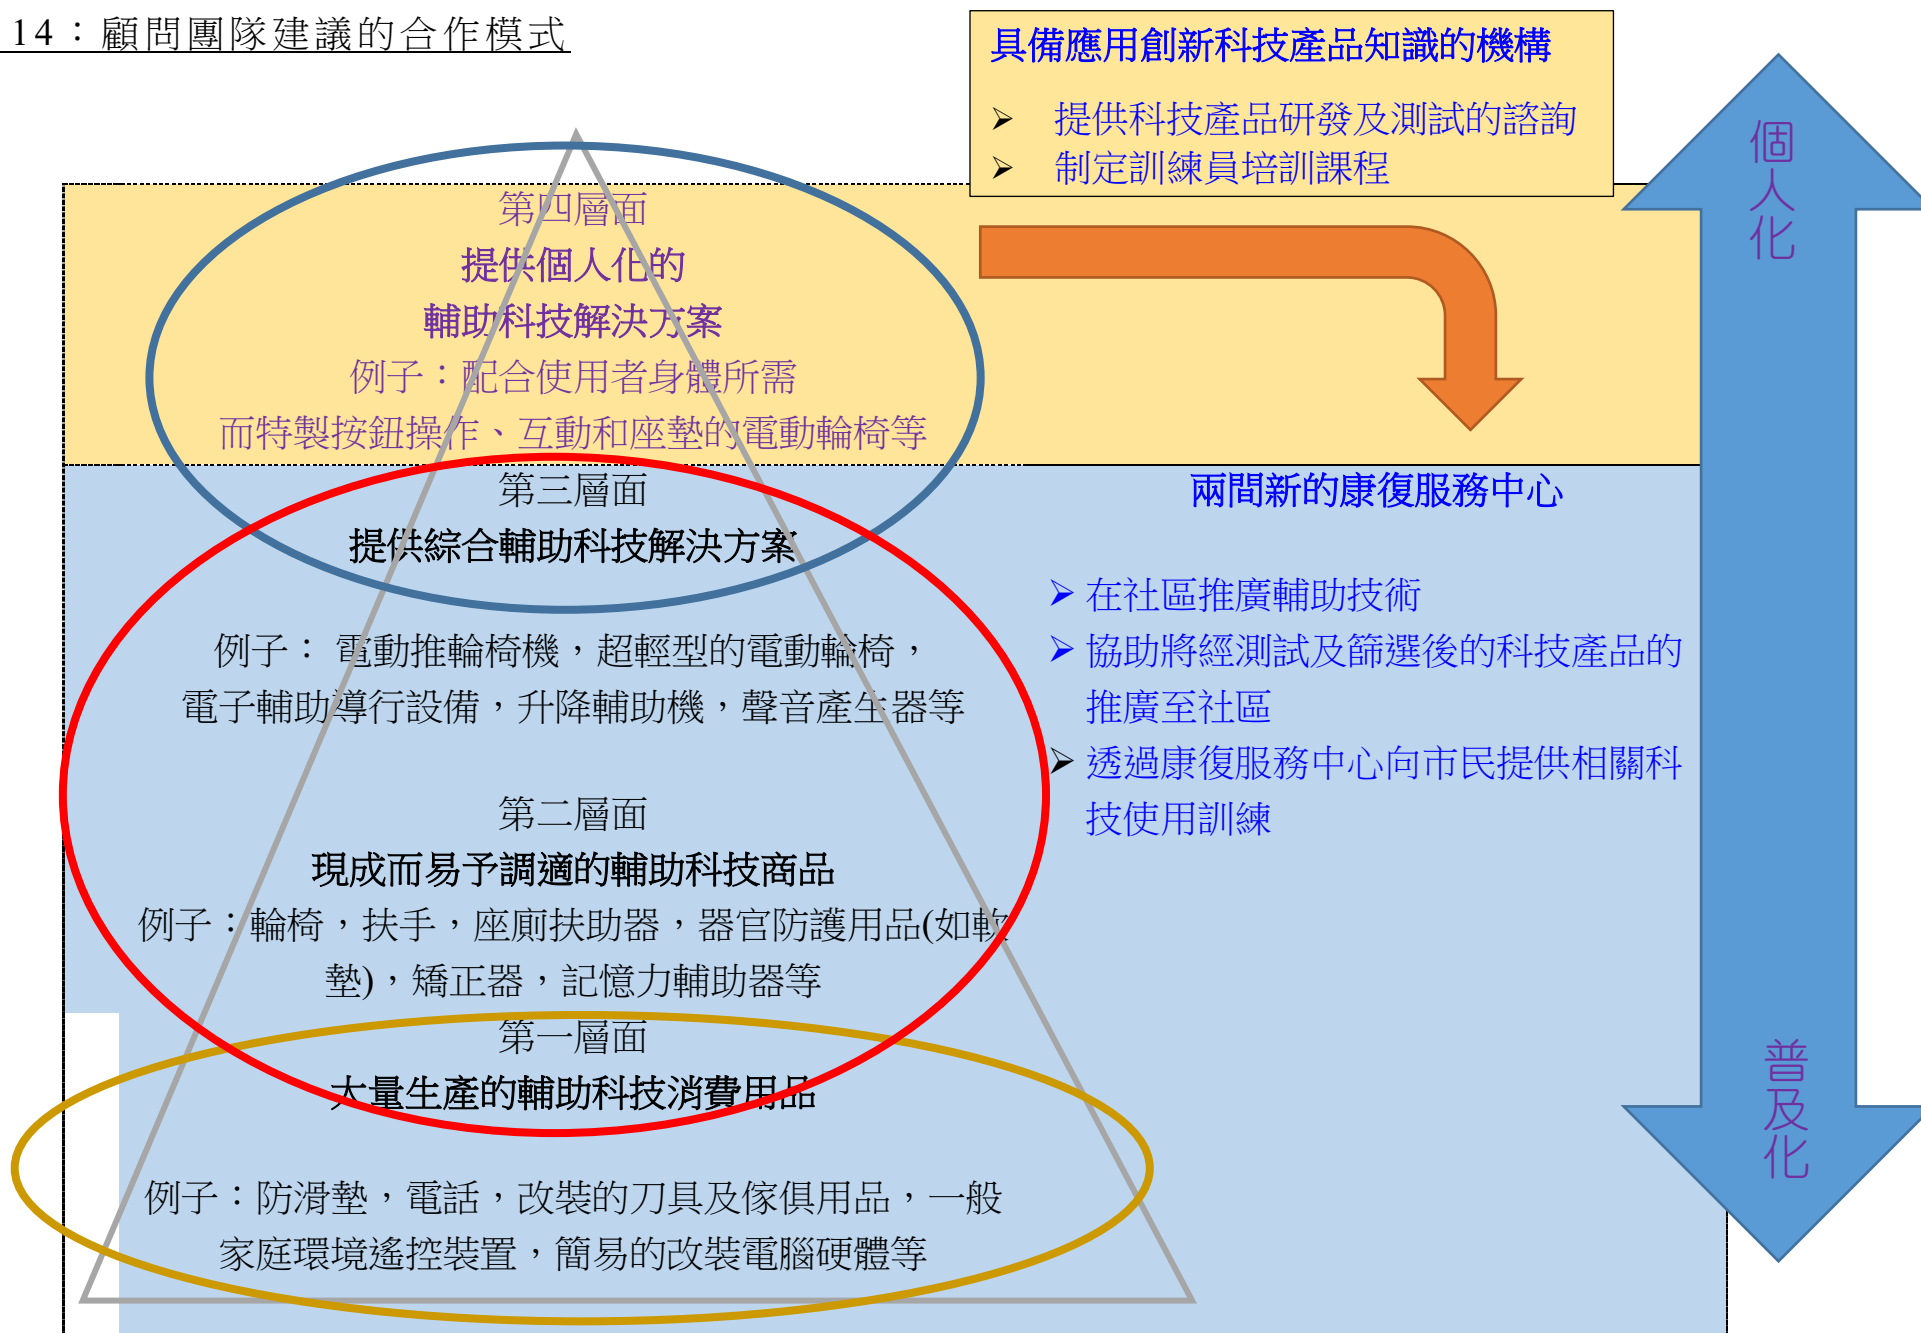 14：顧問團隊建議的合作模式
具備應用創新科技產品知識的機構
➢ 提供科技產品研發及測試的諮詢
➢ 制定訓練員培訓課程
第四層面
提供個人化的
輔助科技解決方案
例子：配合使用者身體所需
而特製按鈕操作、互動和座墊的電動輪椅等
第三層面
提供綜合輔助科技解決方案
例子： 電動推輪椅機，超輕型的電動輪椅，
電子輔助導行設備，升降輔助機，聲音產生器等
第二層面
現成而易予調適的輔助科技商品
例子：輪椅，扶手，座廁扶助器，器官防護用品(如軟
墊)，矯正器，記憶力輔助器等
第一層面
大量生產的輔助科技消費用品
例子：防滑墊，電話，改裝的刀具及傢俱用品，一般
家庭環境遙控裝置，簡易的改裝電腦硬體等
兩間新的康復服務中心
➢ 在社區推廣輔助技術
➢ 協助將經測試及篩選後的科技產品的
推廣至社區
➢ 透過康復服務中心向市民提供相關科
技使用訓練
個人化
普及化